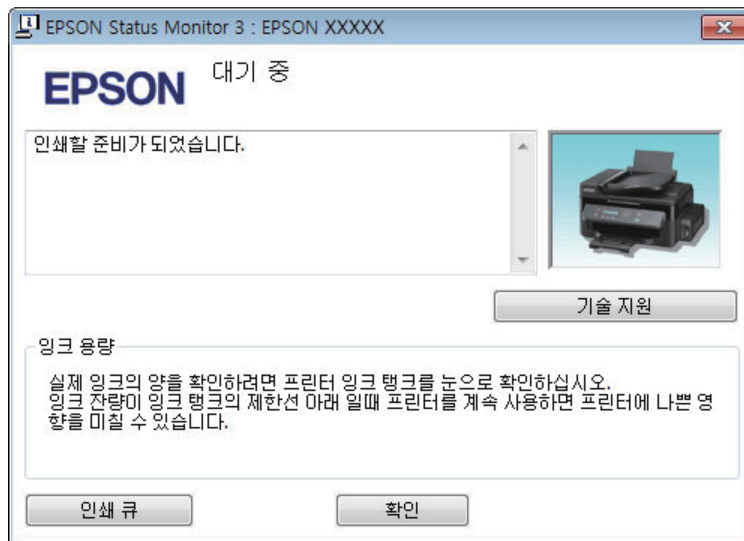 EPSON Status Monitor 3 : EPSON XXXXX
EPSON
대기 중
인쇄할 준비가 되었습니다.
기술 지원
잉크 용량
실제 잉크의 양을 확인하려면 프린터 잉크 탱크를 눈으로 확인하십시오.
잉크 잔량이 잉크 탱크의 제한선 아래 일때 프린터를 계속 사용하면 프린터에 나쁜 영
향을 미칠 수 있습니다.
인쇄 큐
확인